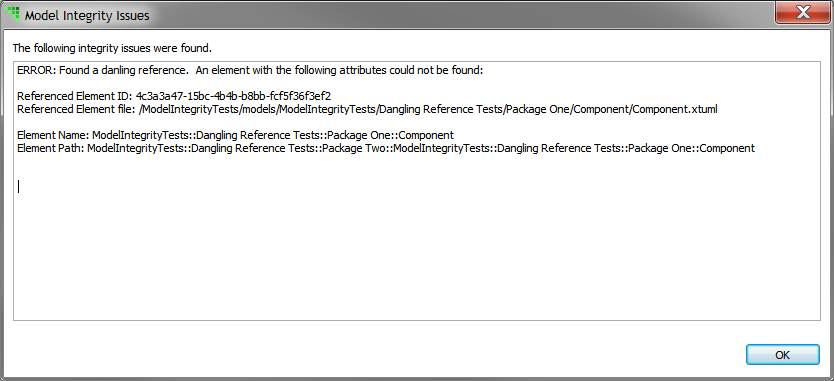 Model Integrity Issues
The following integrity issues were found.
ERROR: Found a danling reference.  An element with the following attributes could not be found:
Referenced Element ID: 4c3a3a47-15bc-4b4b-b8bb-fcf5f36f3ef2
Referenced Element file: /ModelIntegrityTests/models/ModelIntegrityTests/Dangling Reference Tests/Package One/Component/Component.xtuml
Element Name: ModelIntegrityTests::Dangling Reference Tests::Package One::Component
Element Path: ModelIntegrityTests::Dangling Reference Tests::Package Two::ModelIntegrityTests::Dangling Reference Tests::Package One::Component
OK